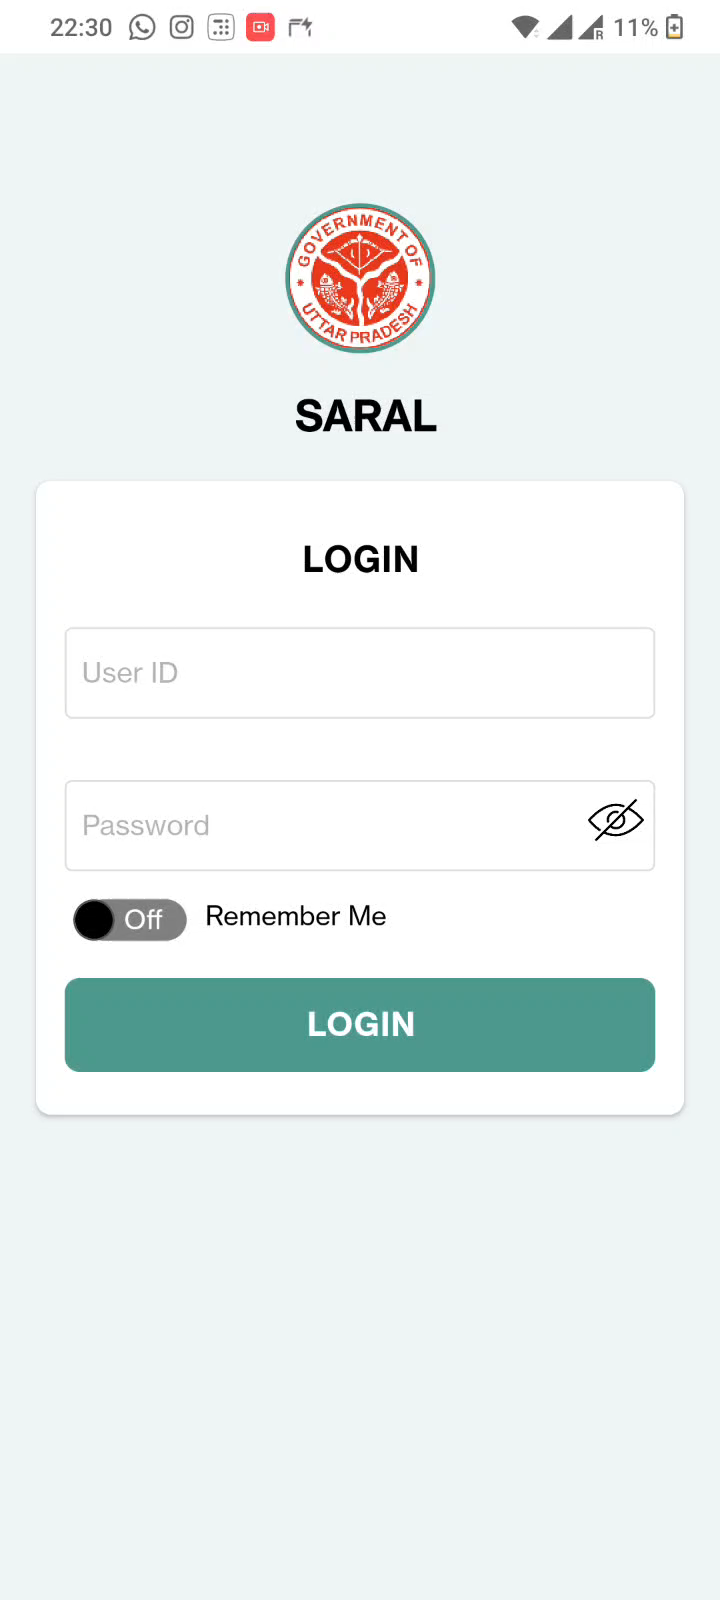 22:30 R 11%
GOVERNMENT OF
UTTAR PRADESH
SARAL
LOGIN
User ID
Password
Off Remember Me
LOGIN